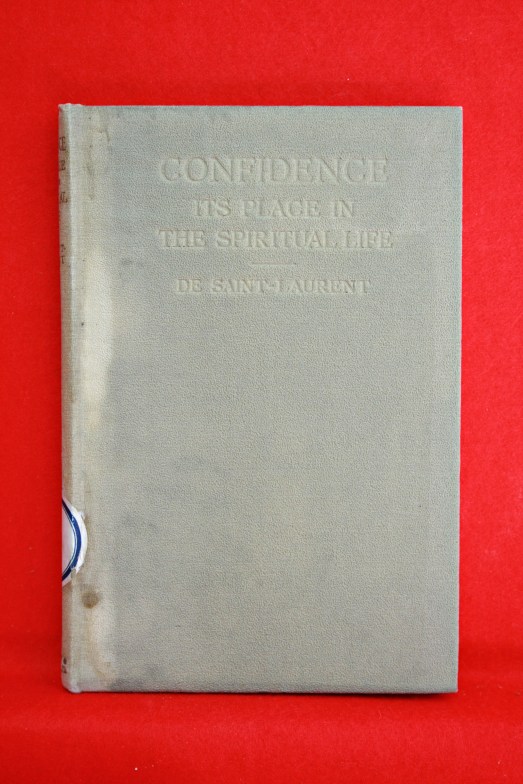 CONFIDENCE
ITS PLACE IN
THE SPIRITUAL LIFE
DE SAINT-LAURENT